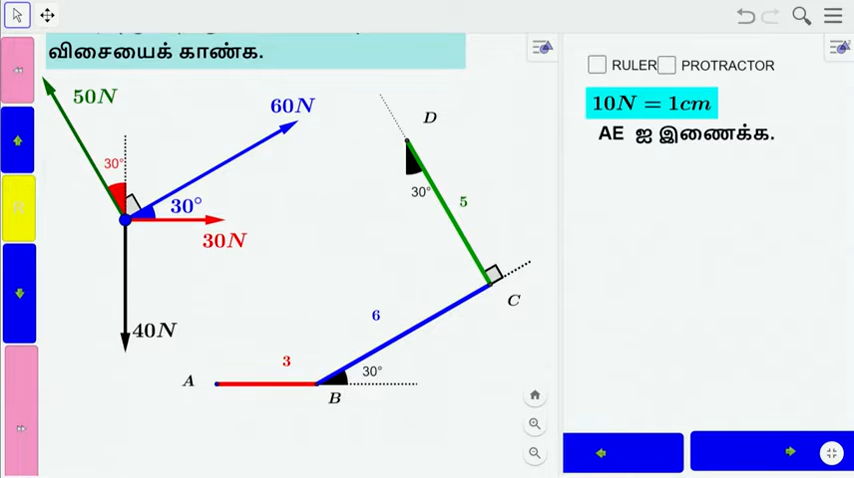 விசையைக் காண்க.
50N
60N
30°
30°
30N
40N
D
30°
5
C
6
3
A
30°
B
RULER
PROTRACTOR
10N = 1cm
AE ஐ இணைக்க.